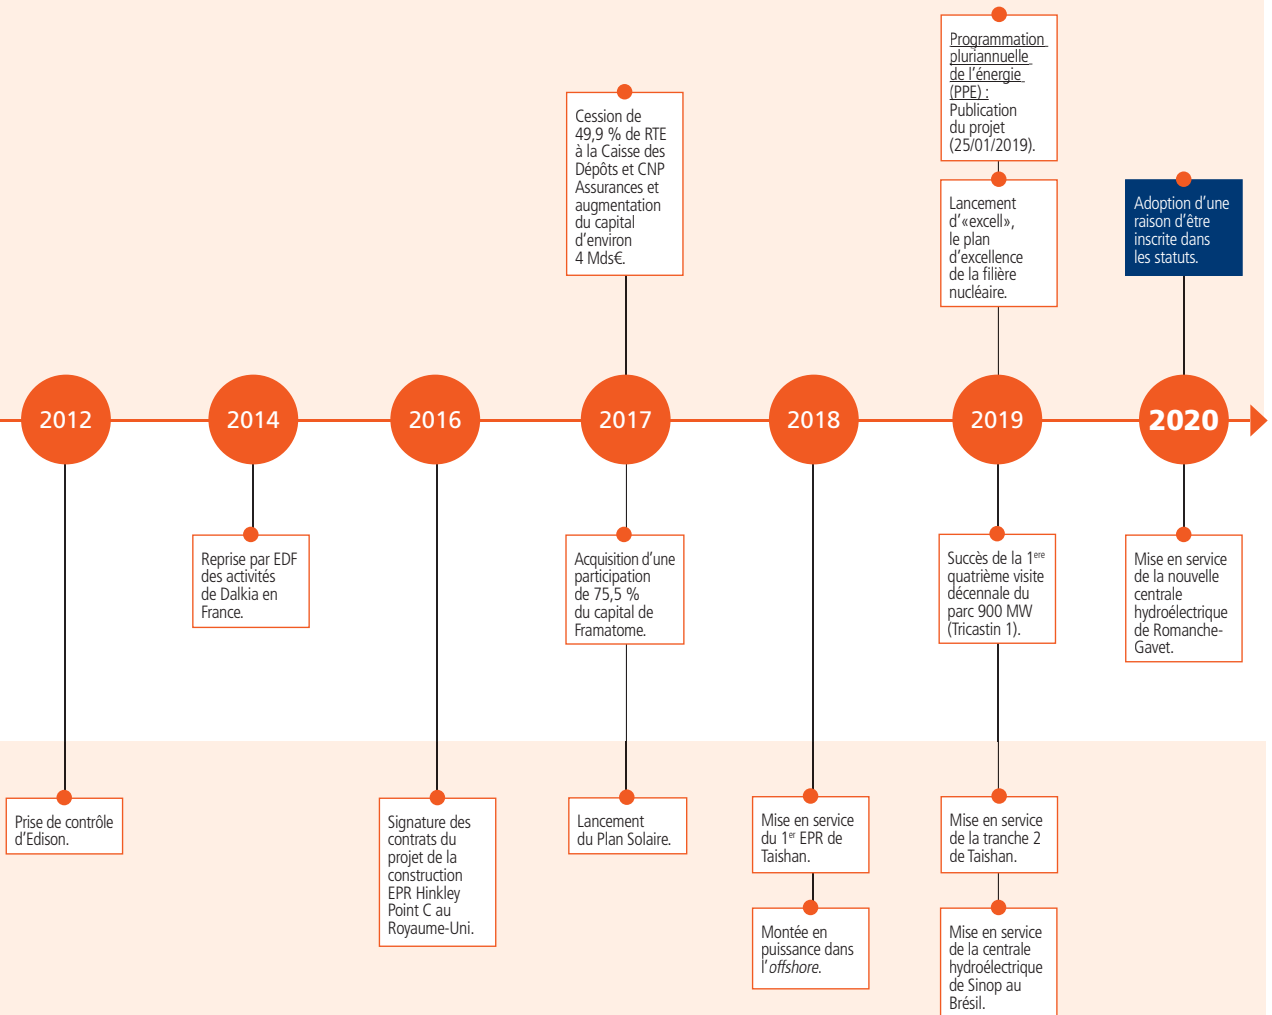 Programmation
pluriannuelle
de l’énergie
(PPE) :
Publication
du projet
(25/01/2019).
Cession de
49,9 % de RTE
à la Caisse des
Dépôts et CNP
Assurances et
augmentation
du capital
d’environ
4 Mds€.
Lancement
d’«excell»,
le plan
d’excellence
de la filière
nucléaire.
Adoption d’une
raison d’être
inscrite dans
les statuts.
2012
2014
2016
2017
2018
2019
2020
Reprise par EDF
des activités
de Dalkia en
France.
Acquisition d’une
participation
de 75,5 %
du capital de
Framatome.
Succès de la 1ere
quatrième visite
décennale du
parc 900 MW
(Tricastin 1).
Mise en service
de la nouvelle
centrale
hydroélectrique
de Romanche-
Gavet.
Prise de contrôle
d’Edison.
Signature des
contrats du
projet de la
construction
EPR Hinkley
Point C au
Royaume-Uni.
Lancement
du Plan Solaire.
Mise en service
du 1er EPR de
Taishan.
Montée en
puissance dans
l’offshore.
Mise en service
de la tranche 2
de Taishan.
Mise en service
de la centrale
hydroélectrique
de Sinop au
Brésil.